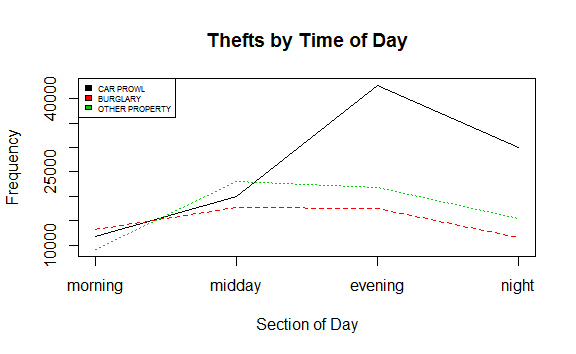 Thefts by Time of Day
CAR PROWL
BURGLARY
OTHER PROPERTY
Frequency
40000
25000
10000
morning midday evening night
Section of Day